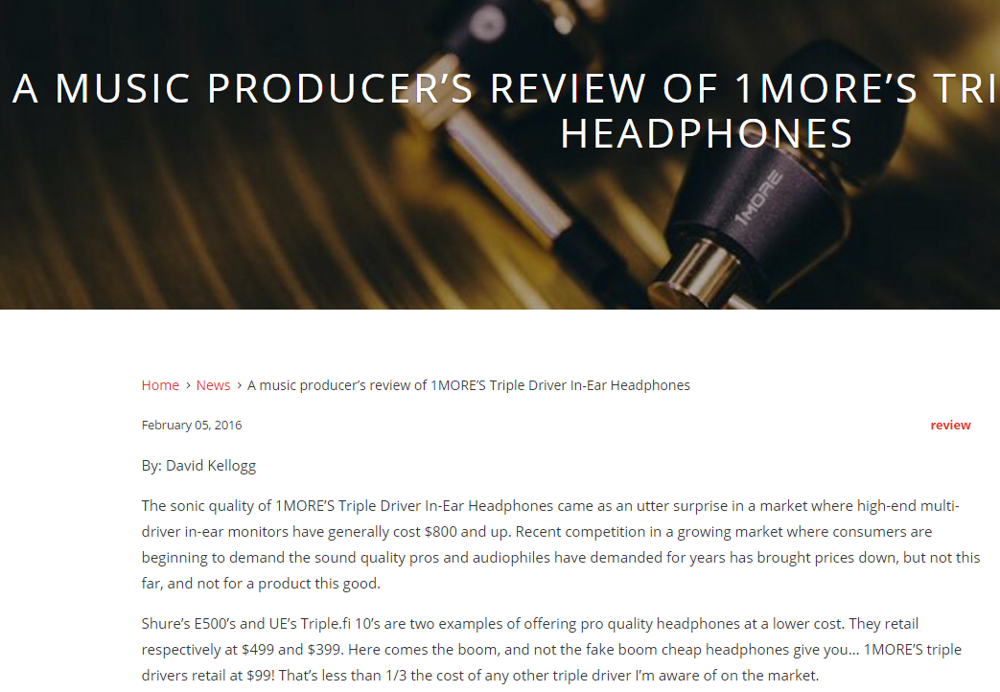 A MUSIC PRODUCER’S REVIEW OF 1MORE’S TRI
HEADPHONES
1MORE
Home › News › A music producer’s review of 1MORE’S Triple Driver In-Ear Headphones
February 05, 2016 review
By: David Kellogg
The sonic quality of 1MORE’S Triple Driver In-Ear Headphones came as an utter surprise in a market where high-end multi-
driver in-ear monitors have generally cost $800 and up. Recent competition in a growing market where consumers are
beginning to demand the sound quality pros and audiophiles have demanded for years has brought prices down, but not this
far, and not for a product this good.
Shure’s E500’s and UE’s Triple.fi 10’s are two examples of offering pro quality headphones at a lower cost. They retail
respectively at $499 and $399. Here comes the boom, and not the fake boom cheap headphones give you... 1MORE’S triple
drivers retail at $99! That’s less than 1/3 the cost of any other triple driver I’m aware of on the market.